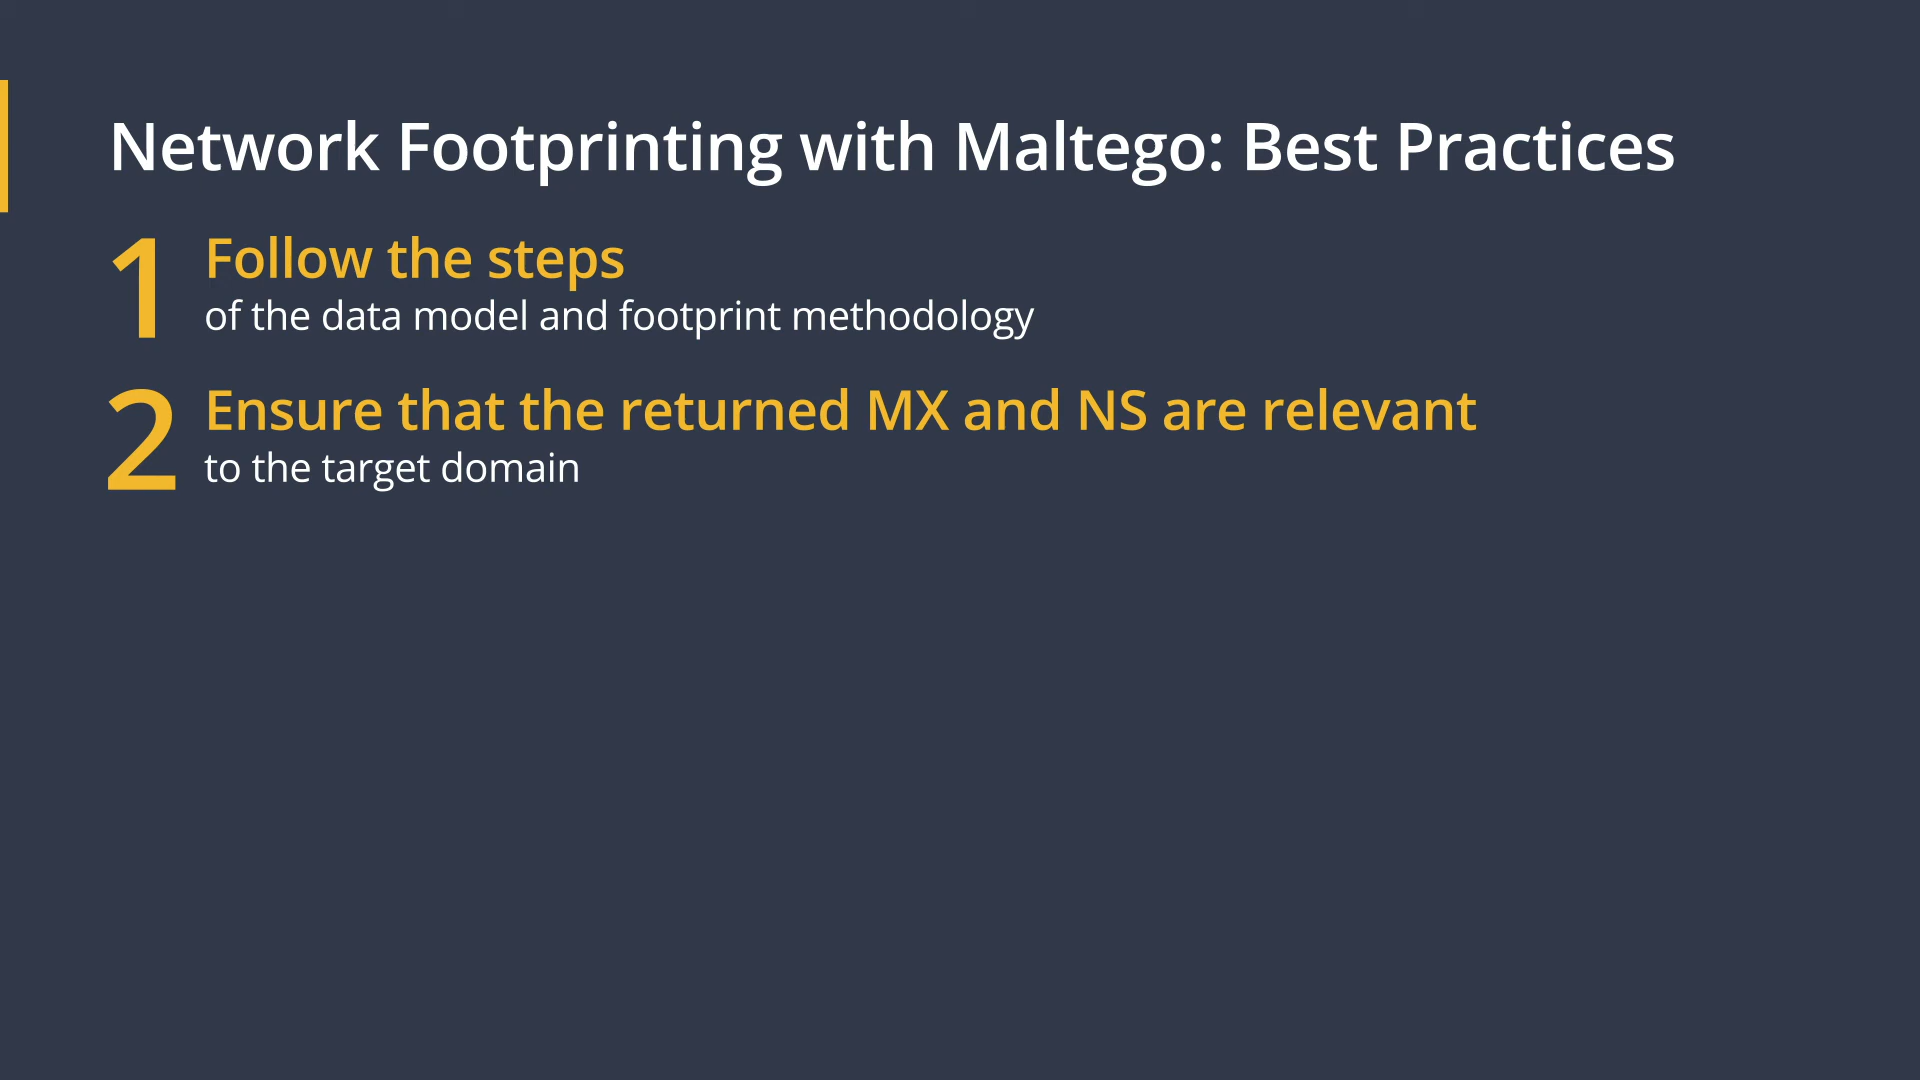 Network Footprinting with Maltego: Best Practices
1 Follow the steps
of the data model and footprint methodology
2 Ensure that the returned MX and NS are relevant
to the target domain